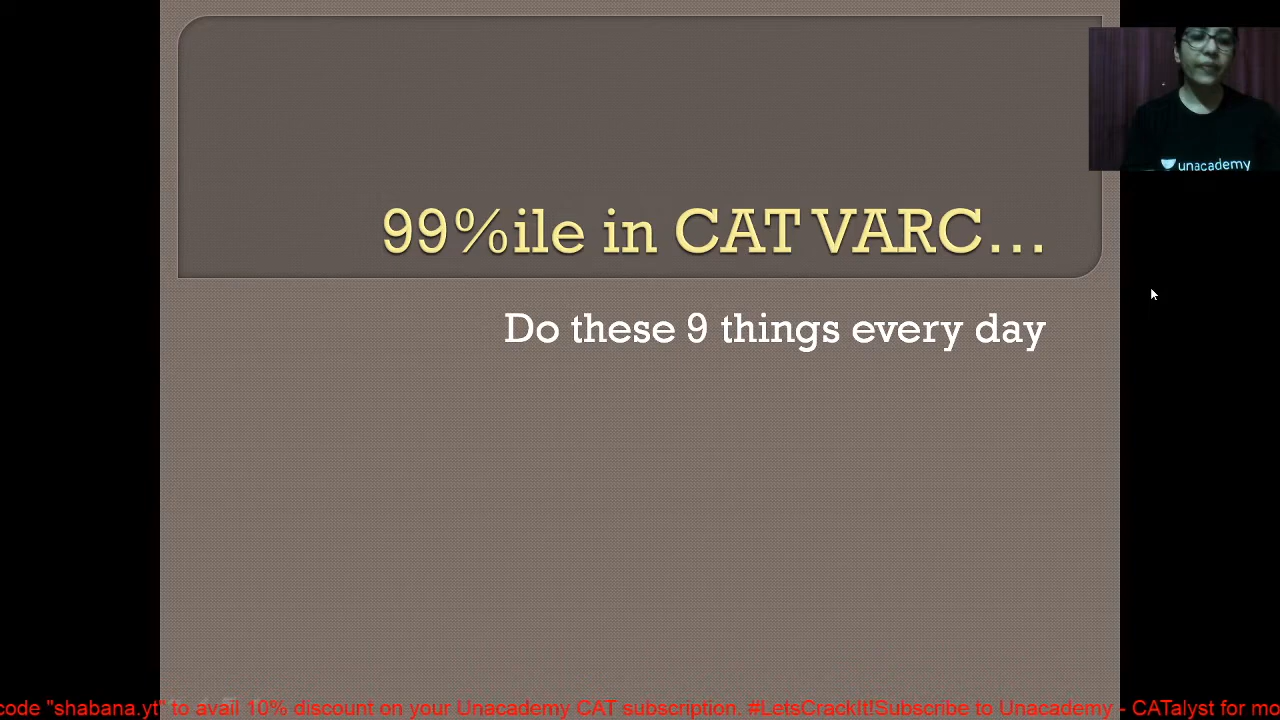 unacademy
99%ile in CAT VARC...
Do these 9 things every day
code "shabana.yt" to avail 10% discount on your Unacademy CAT subscription. #LetsCrackIt!Subscribe to Unacademy - CATalyst for mo